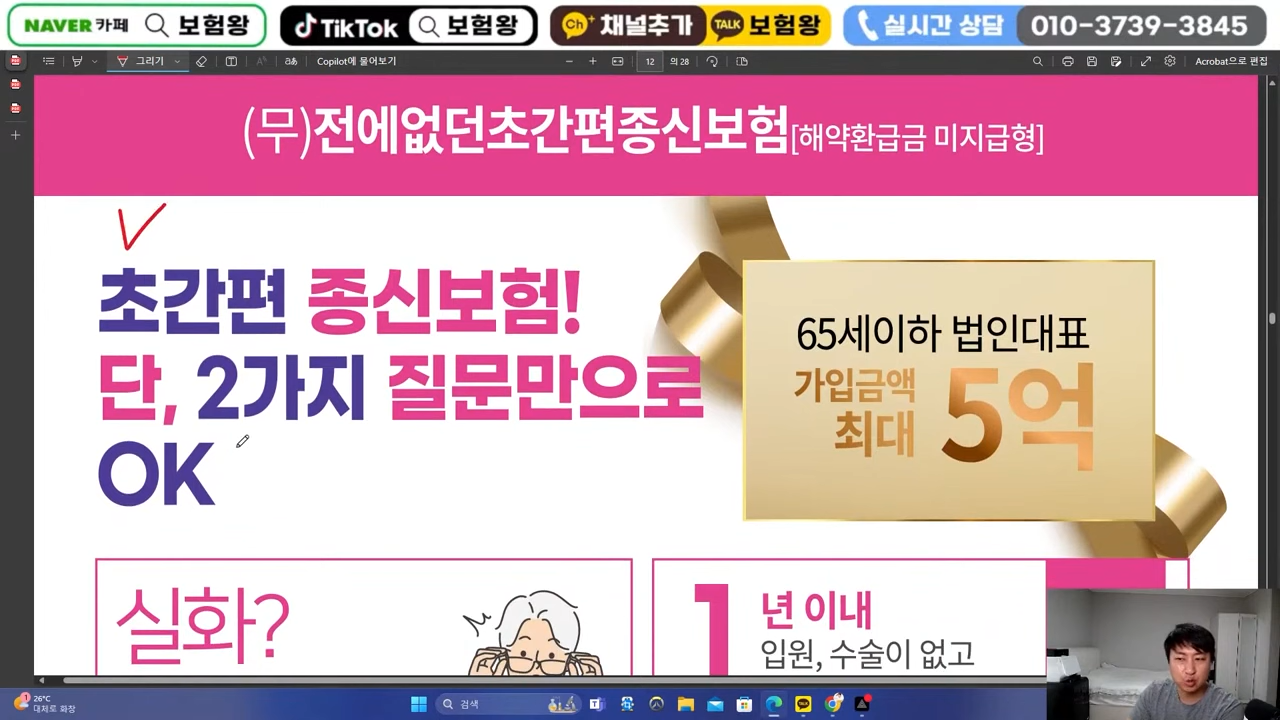 NAVER 카페 보험왕 TikTok 보험왕 Ch+ 채널추가 TALK 보험왕 실시간 상담 010-3739-3845
그리기 Copilot에 물어보기 12 의 28 Acrobat으로 편집
(무)전에없던초간편종신보험[해약환급금 미지급형]
초간편 종신보험!
단, 2가지 질문만으로
OK
65세이하 법인대표
가입금액
최대 5억
실화?
1년 이내
입원, 수술이 없고
26°C
대체로 화창
검색